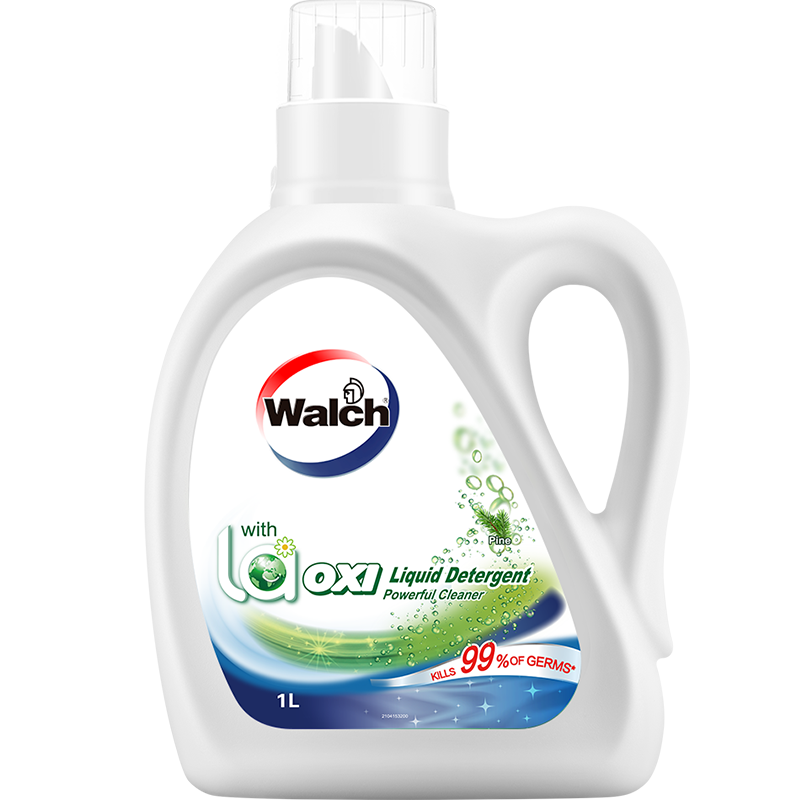 Walch®
with
la OXI Liquid Detergent
Powerful Cleaner
Pine
KILLS 99% OF GERMS*
1L